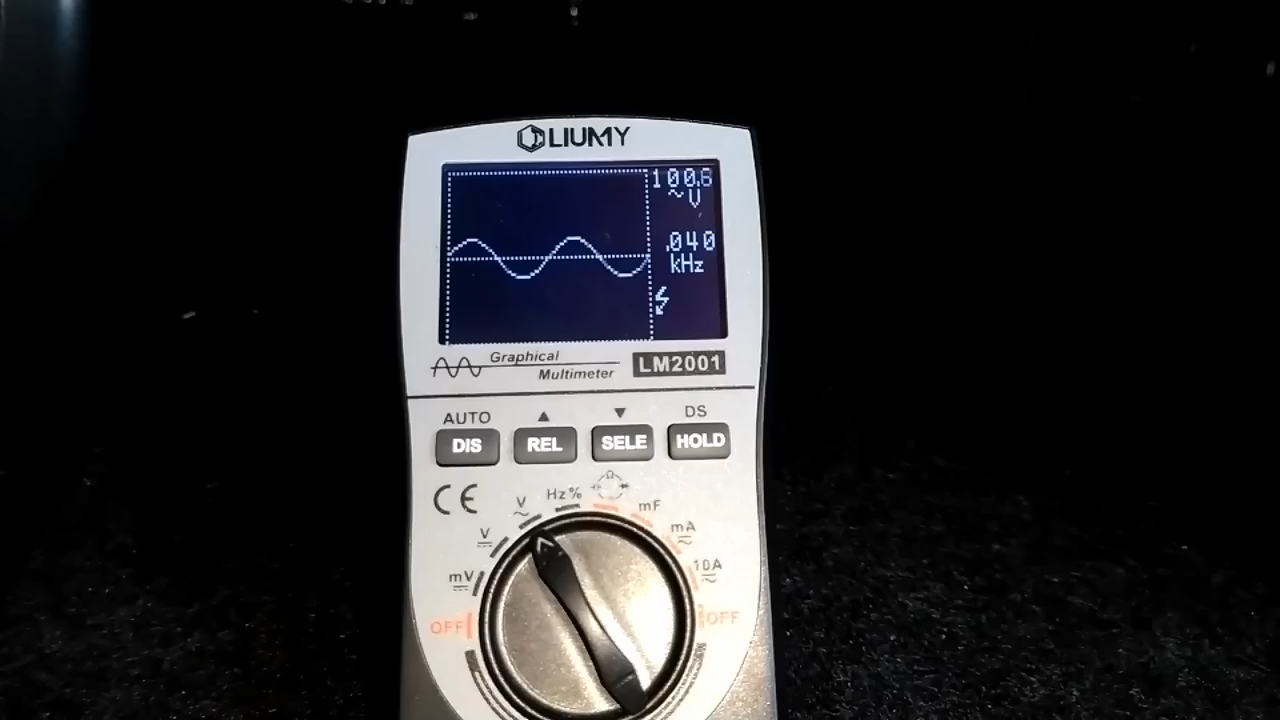 LIUMY
100.6
~V
.040
kHz
Graphical
Multimeter
LM2001
AUTO ▲ ▼ DS
DIS REL SELE HOLD
CE
Hz%
Ω
V
mF
V
mA
mV
10A
OFF
OFF